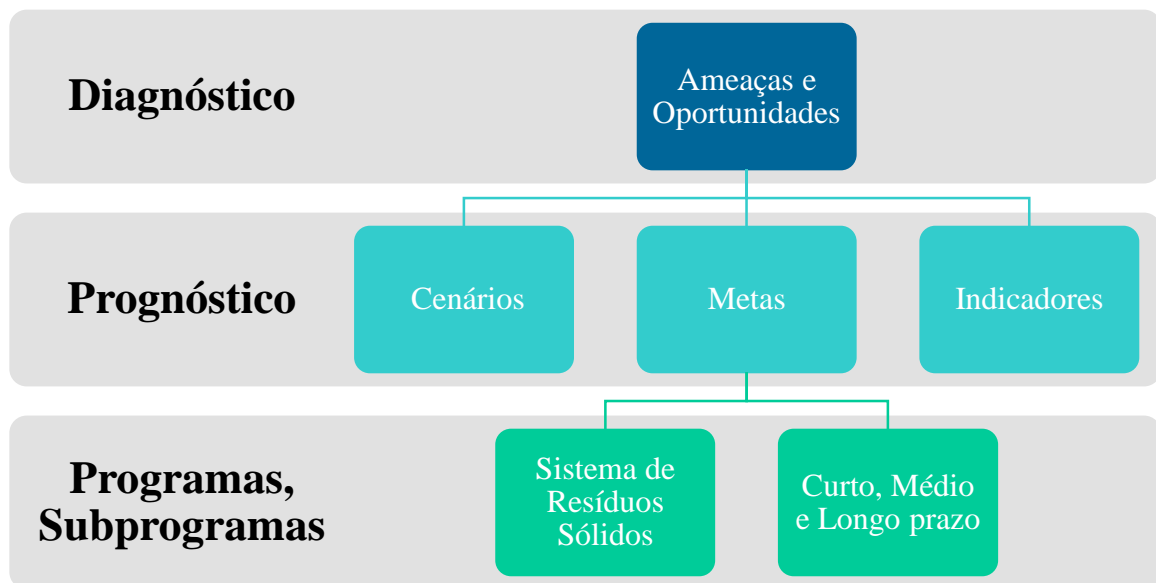 Diagnóstico
Ameaças e
Oportunidades
Prognóstico
Cenários
Metas
Indicadores
Programas,
Subprogramas
Sistema de
Resíduos
Sólidos
Curto, Médio
e Longo prazo